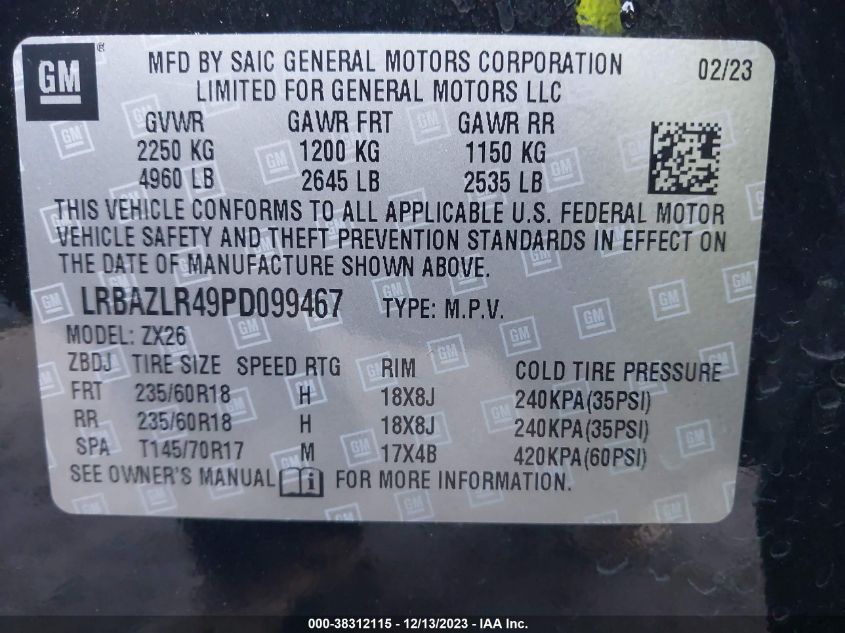 GM®
MFD BY SAIC GENERAL MOTORS CORPORATION 02/23
LIMITED FOR GENERAL MOTORS LLC
GVWR GAWR FRT GAWR RR
2250 KG 1200 KG 1150 KG
4960 LB 2645 LB 2535 LB
THIS VEHICLE CONFORMS TO ALL APPLICABLE U.S. FEDERAL MOTOR
VEHICLE SAFETY AND THEFT PREVENTION STANDARDS IN EFFECT ON
THE DATE OF MANUFACTURE SHOWN ABOVE.
LRBAZLR49PD099467 TYPE: M.P.V.
MODEL: ZX26
ZBDJ TIRE SIZE SPEED RTG RIM COLD TIRE PRESSURE
FRT 235/60R18 H 18X8J 240KPA(35PSI)
RR 235/60R18 H 18X8J 240KPA(35PSI)
SPA T145/70R17 M 17X4B 420KPA(60PSI)
SEE OWNER'S MANUAL FOR MORE INFORMATION.
000-38312115 - 12/13/2023 - IAA Inc.